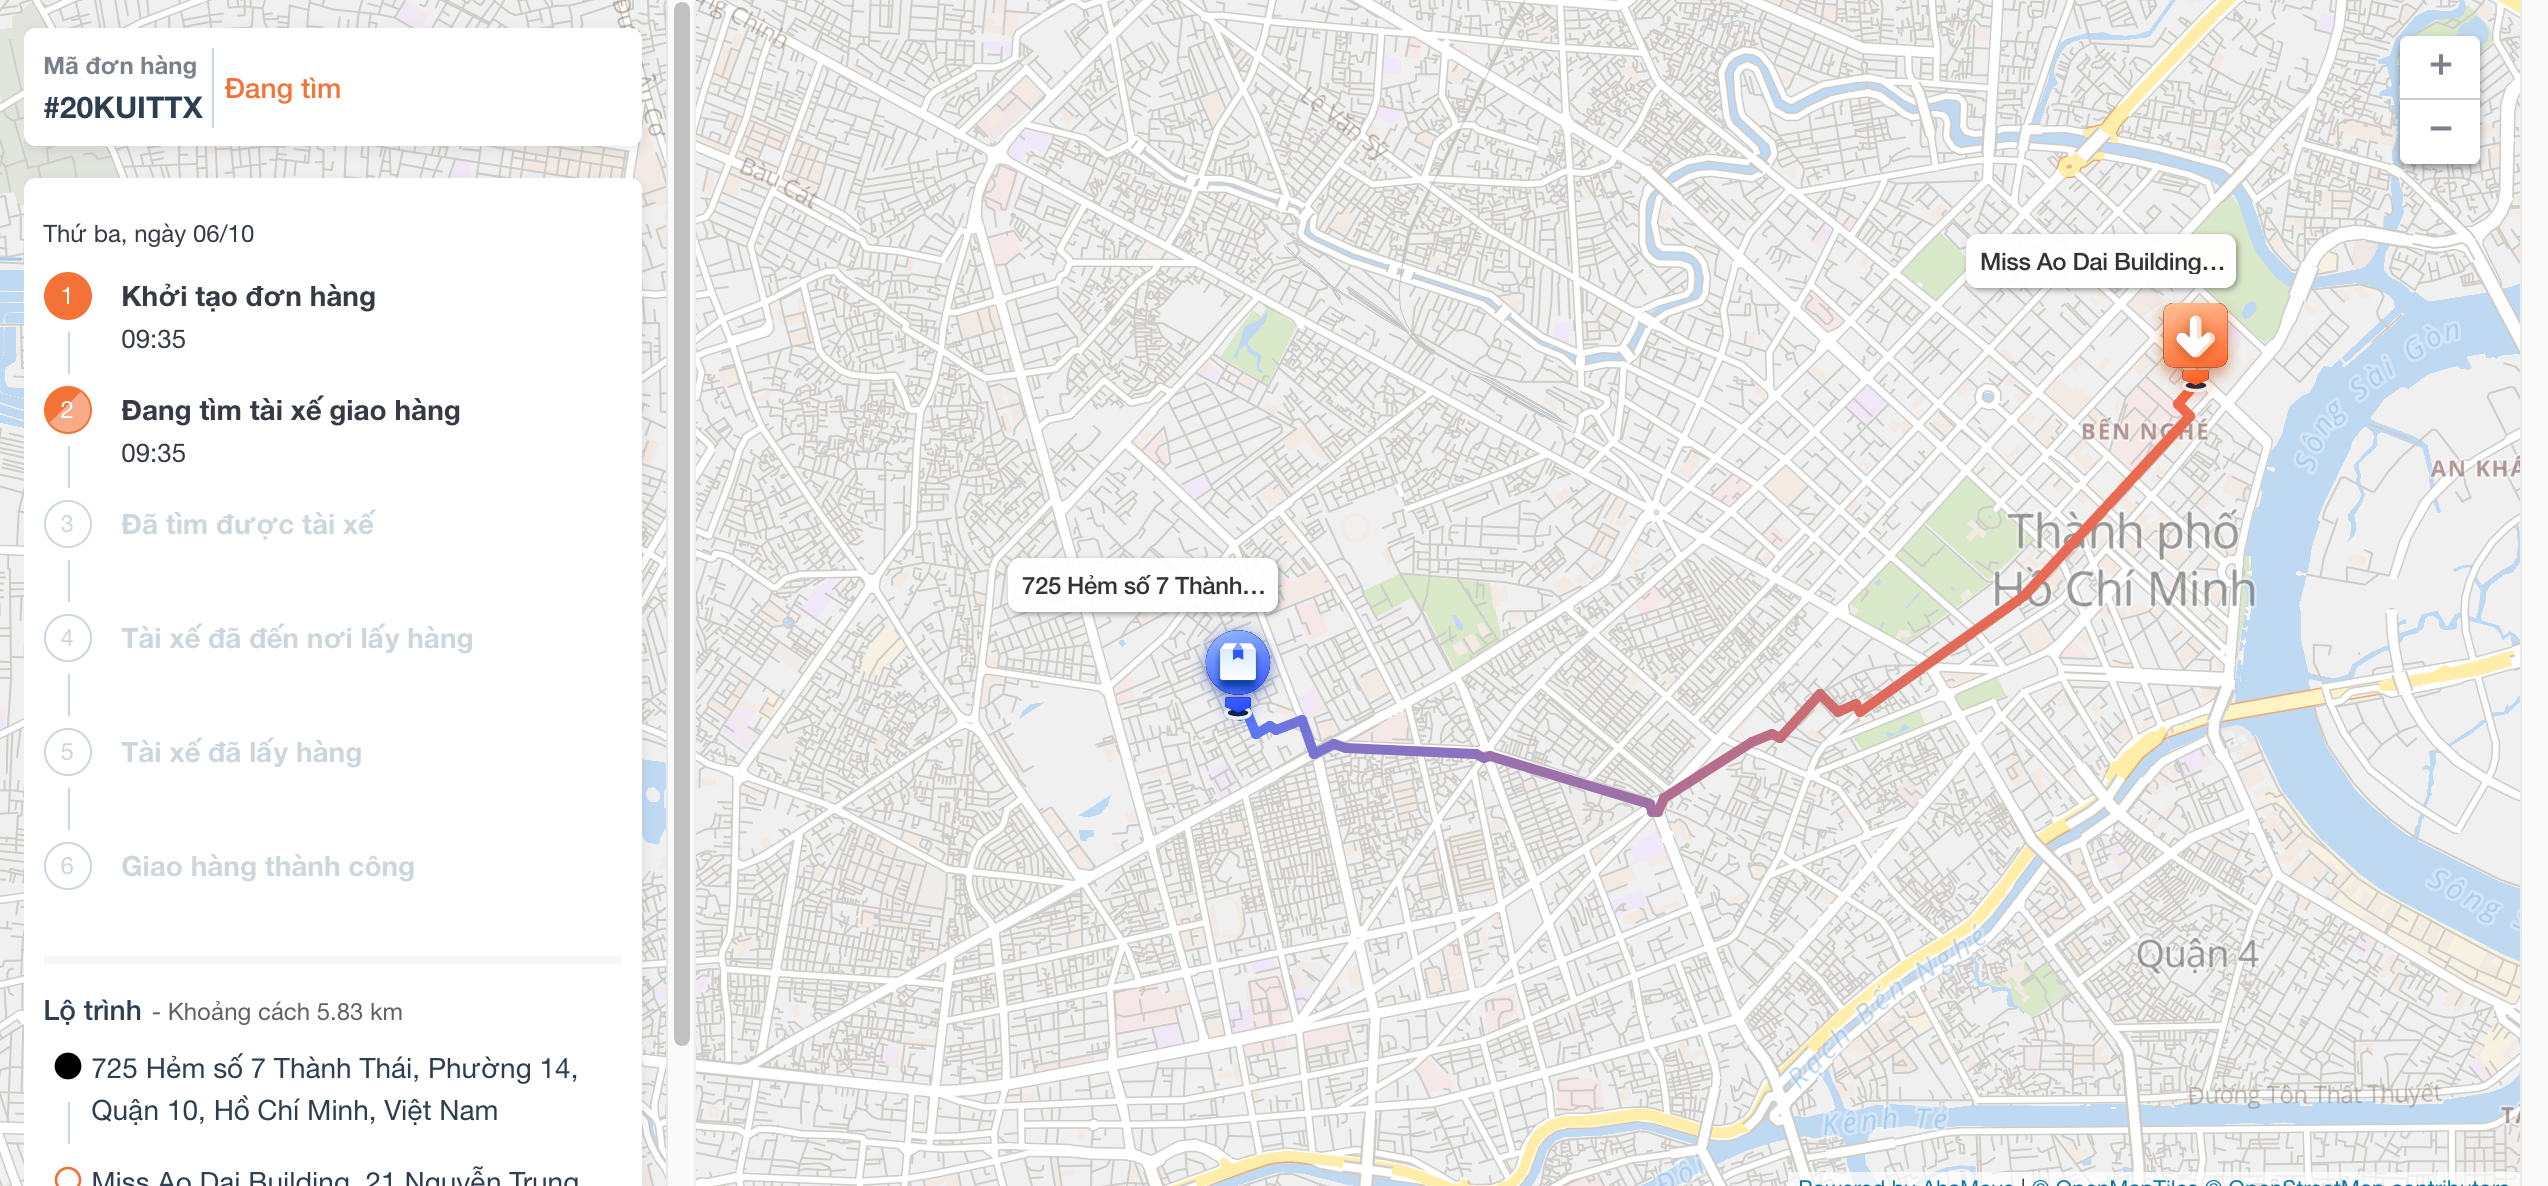 Mã đơn hàng
#20KUITTX
Đang tìm
Thứ ba, ngày 06/10
1
Khởi tạo đơn hàng
09:35
2
Đang tìm tài xế giao hàng
09:35
3
Đã tìm được tài xế
4
Tài xế đã đến nơi lấy hàng
5
Tài xế đã lấy hàng
6
Giao hàng thành công
Lộ trình - Khoảng cách 5.83 km
725 Hẻm số 7 Thành Thái, Phường 14,
Quận 10, Hồ Chí Minh, Việt Nam
Miss Ao Dai Building, 21 Nguyễn Trung
Chinh
Lê Văn Sỹ
Bàu Cát
+
−
Miss Ao Dai Building...
BẾN NGHÉ
Sông Sài Gòn
AN KHÁ
Thành phố
Hồ Chí Minh
725 Hẻm số 7 Thành...
Sông
Quận 4
Rạch Bến Nghé
Đường Tôn Thất Thuyết
Kênh Tẻ
Powered by AhaMove | © OpenMapTiles © OpenStreetMap contributors